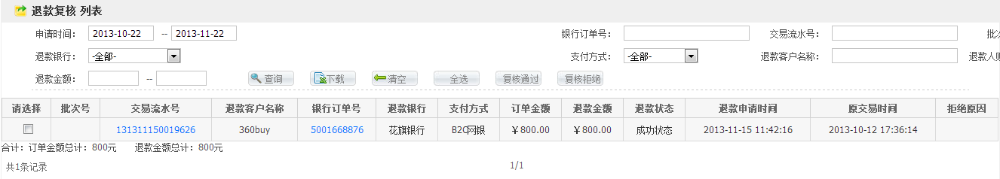 退款复核 列表
申请时间： 2013-10-22 -- 2013-11-22 银行订单号： 交易流水号： 批次
退款银行： -全部- 支付方式： -全部- 退款客户名称： 退款人账
退款金额： -- 查询 下载 清空 全选 复核通过 复核拒绝
请选择 批次号 交易流水号 退款客户名称 银行订单号 退款银行 支付方式 订单金额 退款金额 退款状态 退款申请时间 原交易时间 拒绝原因
131311150019626 360buy 5001668876 花旗银行 B2C网银 ￥800.00 ￥800.00 成功状态 2013-11-15 11:42:16 2013-10-12 17:36:14
合计：订单金额总计：800元 退款金额总计：800元
共1条记录 1/1